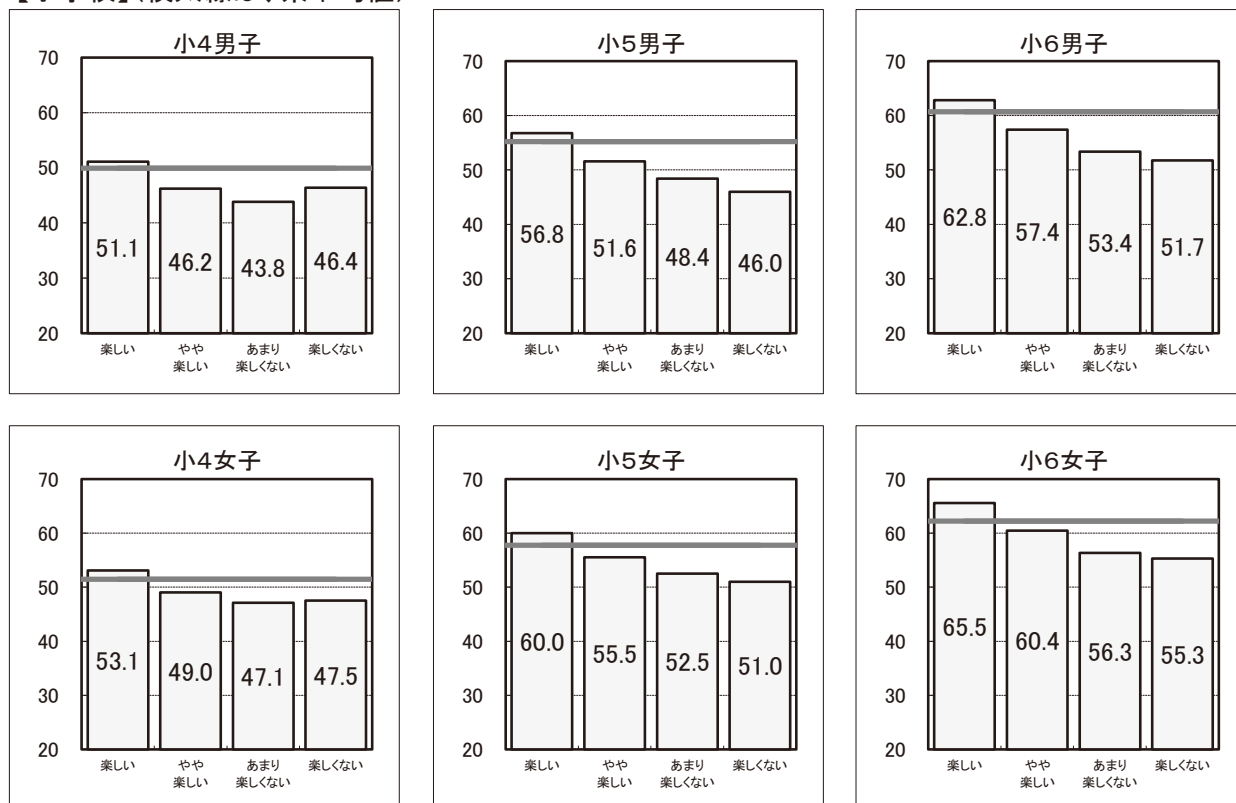 小4男子
70
60
50
40
30
20
51.1
46.2
43.8
46.4
楽しい
やや
楽しい
あまり
楽しくない
楽しくない
小5男子
70
60
50
40
30
20
56.8
51.6
48.4
46.0
楽しい
やや
楽しい
あまり
楽しくない
楽しくない
小6男子
70
60
50
40
30
20
62.8
57.4
53.4
51.7
楽しい
やや
楽しい
あまり
楽しくない
楽しくない
小4女子
70
60
50
40
30
20
53.1
49.0
47.1
47.5
楽しい
やや
楽しい
あまり
楽しくない
楽しくない
小5女子
70
60
50
40
30
20
60.0
55.5
52.5
51.0
楽しい
やや
楽しい
あまり
楽しくない
楽しくない
小6女子
70
60
50
40
30
20
65.5
60.4
56.3
55.3
楽しい
やや
楽しい
あまり
楽しくない
楽しくない